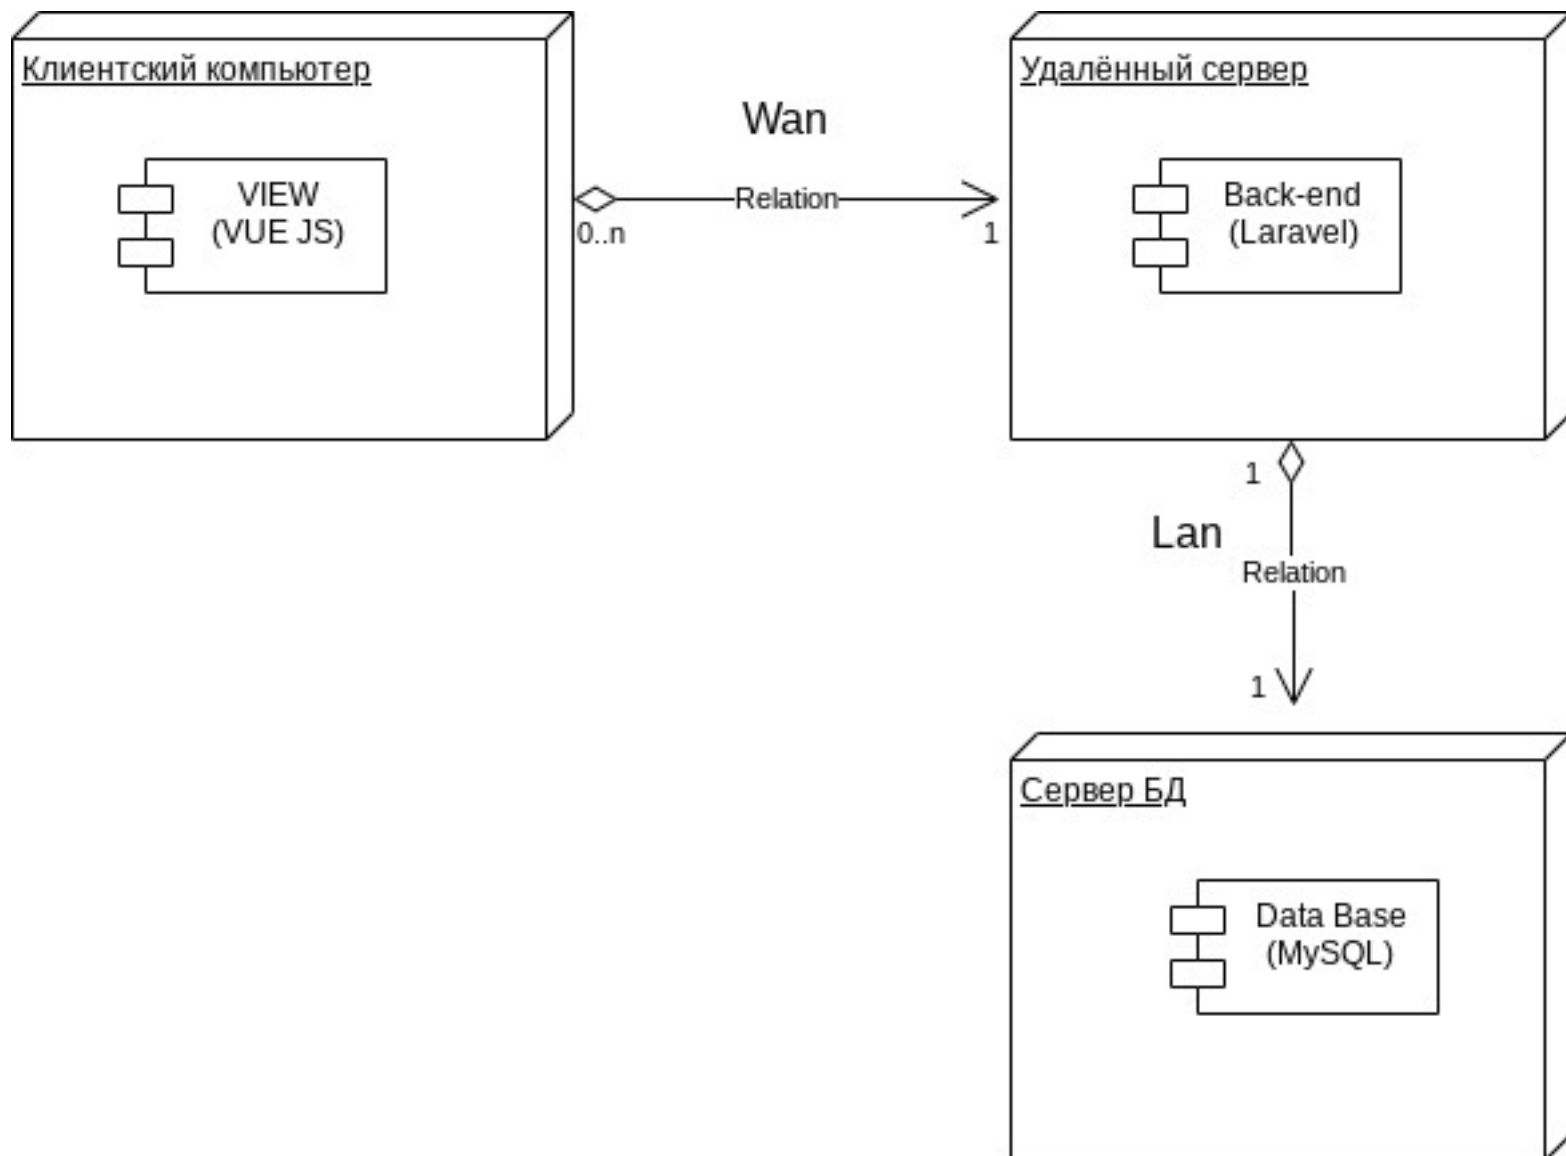 Клиентский компьютер
VIEW
(VUE JS)
Wan
Relation
0..n
1
Удалённый сервер
Back-end
(Laravel)
1
Lan
Relation
1
Сервер БД
Data Base
(MySQL)